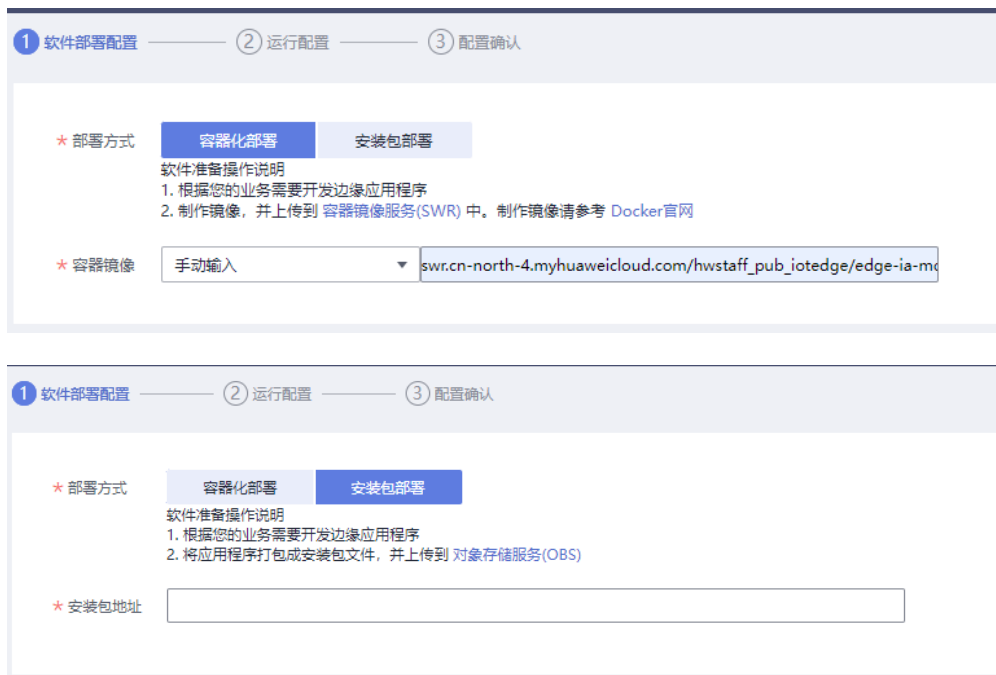 1 软件部署配置 2 运行配置 3 配置确认
* 部署方式 容器化部署 安装包部署
软件准备操作说明
1. 根据您的业务需要开发边缘应用程序
2. 制作镜像，并上传到 容器镜像服务(SWR) 中。制作镜像请参考 Docker官网
* 容器镜像 手动输入 swr.cn-north-4.myhuaweicloud.com/hwstaff_pub_iotedge/edge-ia-mo
1 软件部署配置 2 运行配置 3 配置确认
* 部署方式 容器化部署 安装包部署
软件准备操作说明
1. 根据您的业务需要开发边缘应用程序
2. 将应用程序打包成安装包文件，并上传到 对象存储服务(OBS)
* 安装包地址